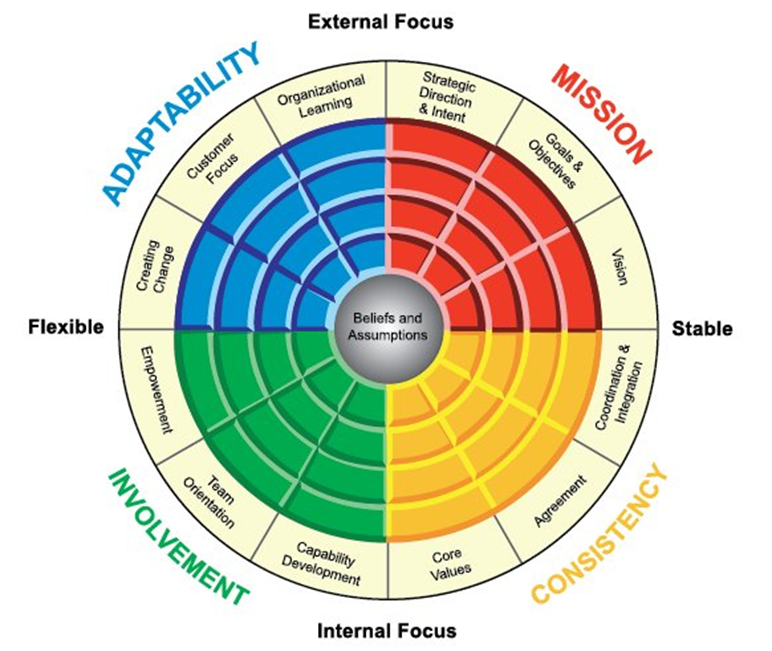 External Focus
ADAPTABILITY
MISSION
Organizational
Learning
Strategic
Direction
& Intent
Customer
Focus
Goals &
Objectives
Creating
Change
Vision
Flexible
Beliefs and
Assumptions
Stable
Empowerment
Coordination &
Integration
Team
Orientation
Agreement
Capability
Development
Core
Values
INVOLVEMENT
CONSISTENCY
Internal Focus